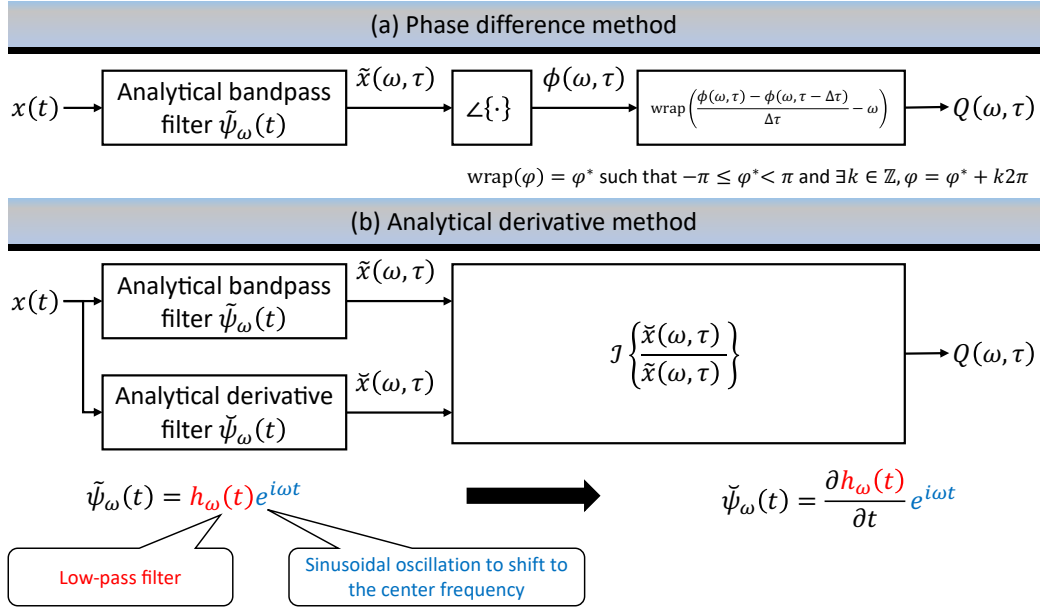 (a) Phase difference method
x(t)
Analytical bandpass
filter ψ̃_ω(t)
x̃(ω, τ)
∠{·}
ϕ(ω, τ)
wrap((ϕ(ω, τ) − ϕ(ω, τ − Δτ))/Δτ − ω)
Q(ω, τ)
wrap(φ) = φ* such that −π ≤ φ* < π and ∃k ∈ ℤ, φ = φ* + k2π
(b) Analytical derivative method
x(t)
Analytical bandpass
filter ψ̃_ω(t)
x̃(ω, τ)
Analytical derivative
filter ψ̆_ω(t)
x̆(ω, τ)
ℐ{x̆(ω, τ)/x̃(ω, τ)}
Q(ω, τ)
ψ̃_ω(t) = h_ω(t)e^{iωt}
ψ̆_ω(t) = ∂h_ω(t)/∂t e^{iωt}
Low-pass filter
Sinusoidal oscillation to shift to
the center frequency